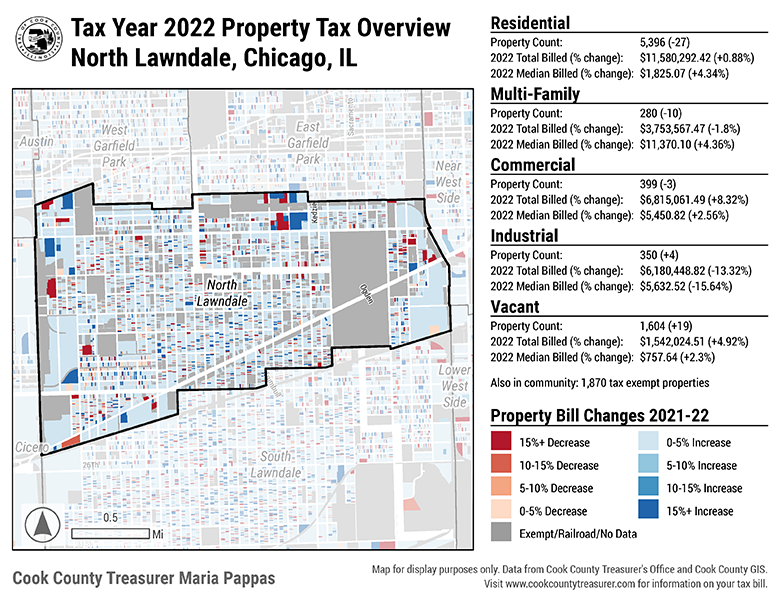 Tax Year 2022 Property Tax Overview
North Lawndale, Chicago, IL
Residential
Property Count: 5,396 (-27)
2022 Total Billed (% change): $11,580,292.42 (+0.88%)
2022 Median Billed (% change): $1,825.07 (+4.34%)
Multi-Family
Property Count: 280 (-10)
2022 Total Billed (% change): $3,753,567.47 (-1.8%)
2022 Median Billed (% change): $11,370.10 (+4.36%)
Commercial
Property Count: 399 (-3)
2022 Total Billed (% change): $6,815,061.49 (+8.32%)
2022 Median Billed (% change): $5,450.82 (+2.56%)
Industrial
Property Count: 350 (+4)
2022 Total Billed (% change): $6,180,448.82 (-13.32%)
2022 Median Billed (% change): $5,632.52 (-15.64%)
Vacant
Property Count: 1,604 (+19)
2022 Total Billed (% change): $1,542,024.51 (+4.92%)
2022 Median Billed (% change): $757.64 (+2.3%)
Also in community: 1,870 tax exempt properties
Property Bill Changes 2021-22
15%+ Decrease
10-15% Decrease
5-10% Decrease
0-5% Decrease
Exempt/Railroad/No Data
0-5% Increase
5-10% Increase
10-15% Increase
15%+ Increase
Austin
West
Garfield
Park
East
Garfield
Park
Sacramento
Near
West
Side
Kedzie
North
Lawndale
Ogden
Lower
West
Side
Cicero
26TH
South
Lawndale
0.5
Mi
Cook County Treasurer Maria Pappas
Map for display purposes only. Data from Cook County Treasurer's Office and Cook County GIS.
Visit www.cookcountytreasurer.com for information on your tax bill.